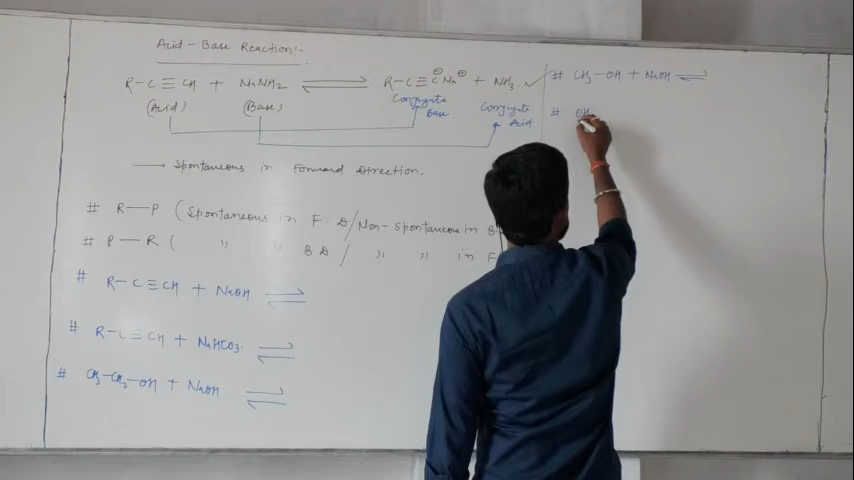 Acid-Base Reaction:-
R-C≡CH + NaNH2 ⇌ R-C≡C⊖ Na⊕ + NH3. ✓
(Acid) (Base) Conjugate Base Conjugate Acid
→ Spontaneous in Forward Direction.
# R—P (Spontaneous in F. D/Non-Spontaneous in B.
# P—R ( " " B D/ " " in F
# R-C≡CH + NaOH ⇌
# R-C≡CH + NaHCO3. ⇌
# CH3-CH2-OH + NaOH ⇌
# CH3-OH + NaOH ⇌
# OH